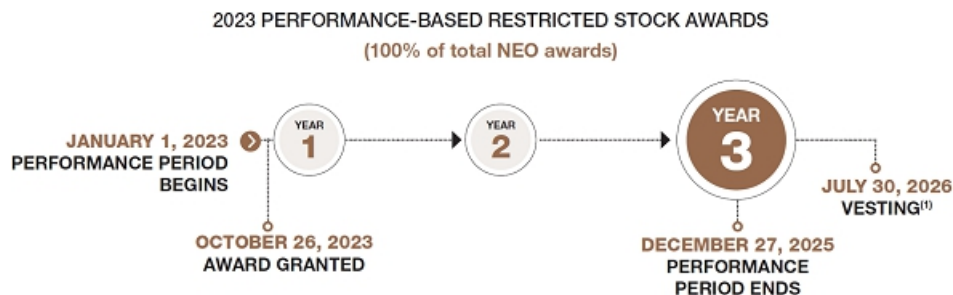 2023 PERFORMANCE-BASED RESTRICTED STOCK AWARDS
(100% of total NEO awards)
JANUARY 1, 2023
PERFORMANCE PERIOD
BEGINS
YEAR
1
YEAR
2
YEAR
3
OCTOBER 26, 2023
AWARD GRANTED
DECEMBER 27, 2025
PERFORMANCE
PERIOD ENDS
JULY 30, 2026
VESTING(1)